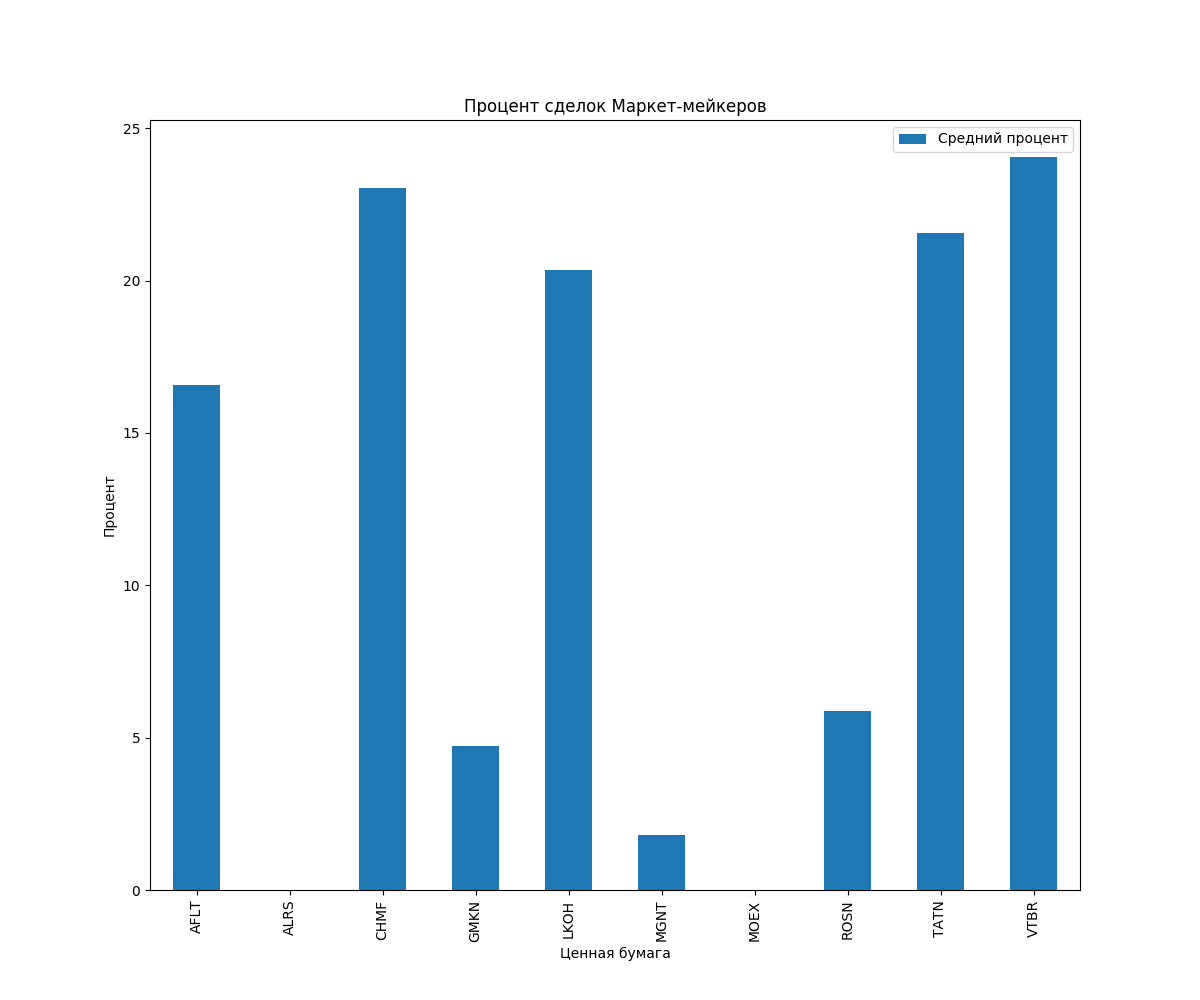 Процент сделок Маркет-мейкеров
Средний процент
25
20
15
10
5
0
Процент
AFLT
ALRS
CHMF
GMKN
LKOH
MGNT
MOEX
ROSN
TATN
VTBR
Ценная бумага